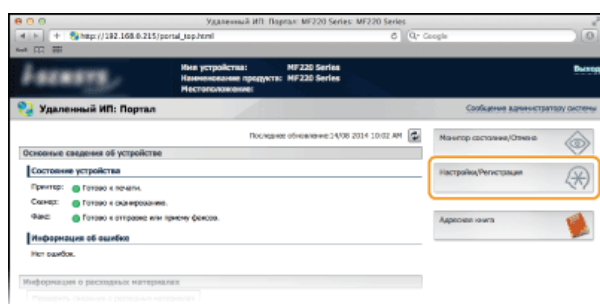 Удаленный ИП: Портал: MF220 Series: MF220 Series
http://192.168.0.215/portal_top.html
Google
Имя устройства: MF220 Series
Наименование продукта: MF220 Series
Местоположение:
Выход
Удаленный ИП: Портал
Сообщение администратору системы
Последнее обновление:14/08 2014 10:02 AM
Основные сведения об устройстве
Состояние устройства
Принтер: Готово к печати.
Сканер: Готово к сканированию.
Факс: Готово к отправке или приему факсов.
Информация об ошибке
Нет ошибок.
Информация о расходных материалах
Монитор состояния/Отмена
Настройки/Регистрация
Адресная книга